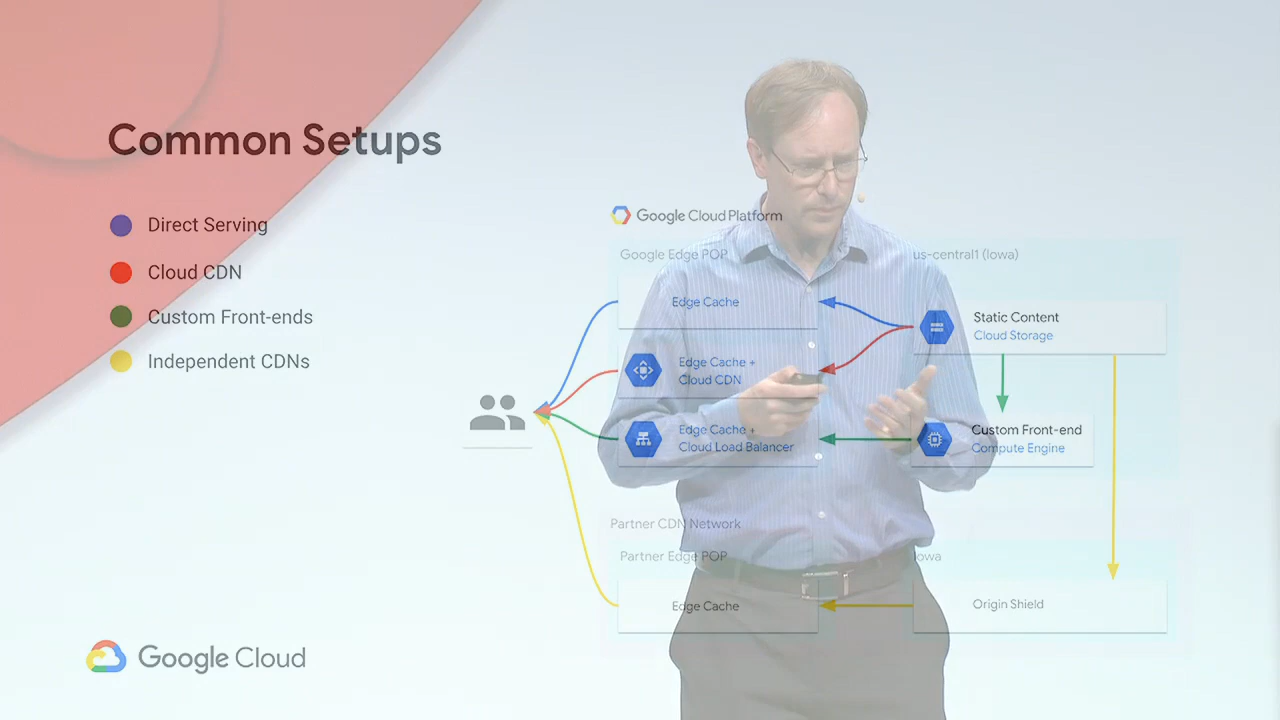 Common Setups
Direct Serving
Cloud CDN
Custom Front-ends
Independent CDNs
Google Cloud Platform
Google Edge POP
us-central1 (Iowa)
Edge Cache
Static Content
Cloud Storage
Edge Cache +
Cloud CDN
Edge Cache +
Cloud Load Balancer
Custom Front-end
Compute Engine
Partner CDN Network
Partner Edge POP
Iowa
Edge Cache
Origin Shield
Google Cloud